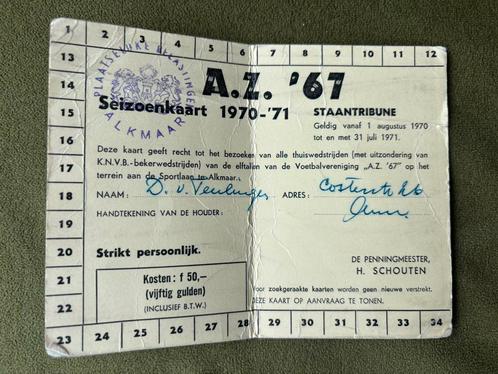 1 2 3 4 5 6 7 8 9 10 11 12
13
14
15
16
17
18
19
20
21
22
23 24 25 26 27 28 29 30 31 32 33 34
PLAATSELIJKE BELASTINGEN
ALKMAAR
A.Z. '67
Seizoenkaart 1970-'71
STAANTRIBUNE
Geldig vanaf 1 augustus 1970
tot en met 31 juli 1971.
Deze kaart geeft recht tot het bezoeken van alle thuiswedstrijden (met uitzondering van
K.N.V.B.-bekerwedstrijden) van de elftallen van de Voetbalvereniging "A.Z. '67" op het
terrein aan de Sportlaan te Alkmaar.
NAAM: D. v. ADRES:
HANDTEKENING VAN DE HOUDER:
Strikt persoonlijk.
DE PENNINGMEESTER,
H. SCHOUTEN
Kosten: f 50,—
(vijftig gulden)
(INCLUSIEF B.T.W.)
Voor zoekgeraakte kaarten worden geen nieuwe verstrekt.
DEZE KAART OP AANVRAAG TE TONEN.